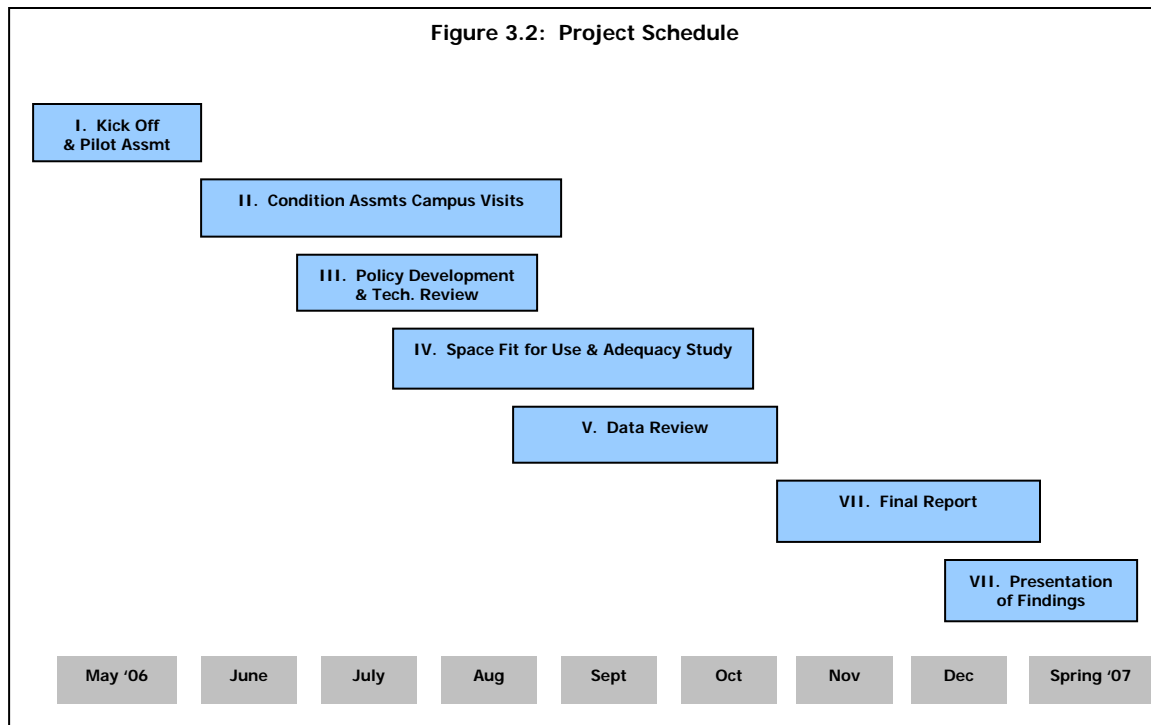 Figure 3.2: Project Schedule
I. Kick Off
& Pilot Assmt
II. Condition Assmts Campus Visits
III. Policy Development
& Tech. Review
IV. Space Fit for Use & Adequacy Study
V. Data Review
VII. Final Report
VII. Presentation
of Findings
May ‘06
June
July
Aug
Sept
Oct
Nov
Dec
Spring ‘07